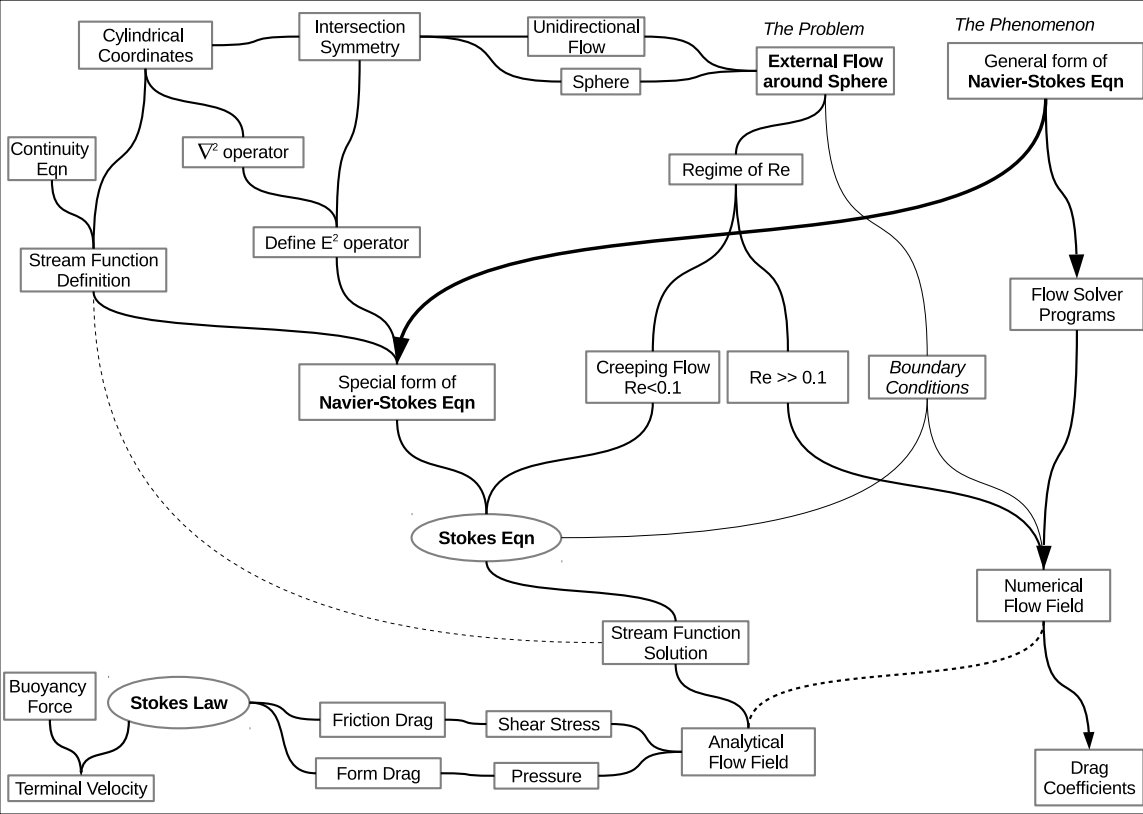 Cylindrical
Coordinates
Intersection
Symmetry
Unidirectional
Flow
Sphere
The Problem
External Flow
around Sphere
The Phenomenon
General form of
Navier-Stokes Eqn
Continuity
Eqn
∇² operator
Regime of Re
Stream Function
Definition
Define E² operator
Flow Solver
Programs
Special form of
Navier-Stokes Eqn
Creeping Flow
Re<0.1
Re >> 0.1
Boundary
Conditions
Stokes Eqn
Numerical
Flow Field
Stream Function
Solution
Buoyancy
Force
Stokes Law
Friction Drag
Shear Stress
Analytical
Flow Field
Form Drag
Pressure
Terminal Velocity
Drag
Coefficients